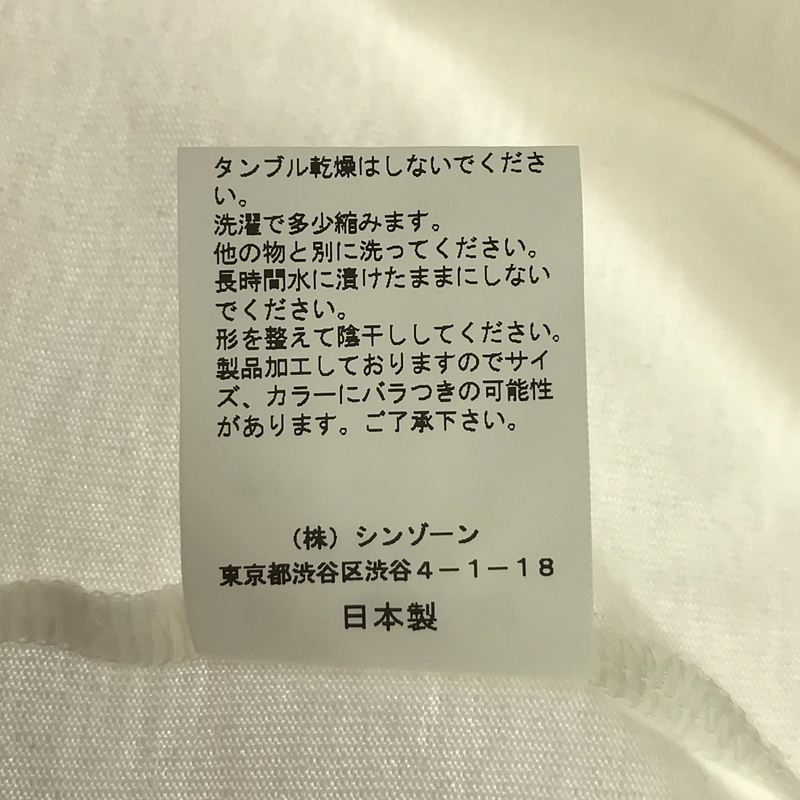 タンブル乾燥はしないでくださ
い。
洗濯で多少縮みます。
他の物と別に洗ってください。
長時間水に漬けたままにしない
でください。
形を整えて陰干ししてください。
製品加工しておりますのでサイ
ズ、カラーにバラつきの可能性
があります。ご了承下さい。
（株）シンゾーン
東京都渋谷区渋谷４－１－１８
日本製